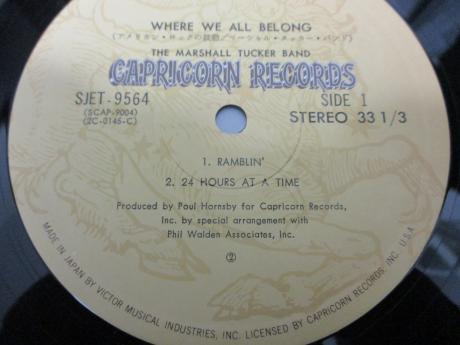 WHERE WE ALL BELONG
(アメリカン・ロックの鼓動/マーシャル・タッカー・バンド)
THE MARSHALL TUCKER BAND
CAPRICORN RECORDS
SJET-9564
(SCAP-9004)
(2C-0145-C)
SIDE 1
STEREO 33 1/3
1. RAMBLIN'
2. 24 HOURS AT A TIME
Produced by Paul Hornsby for Capricorn Records,
Inc. by special arrangement with
Phil Walden Associates, Inc.
②
MADE IN JAPAN BY VICTOR MUSICAL INDUSTRIES, INC. LICENSED BY CAPRICORN RECORDS, INC. U.S.A.